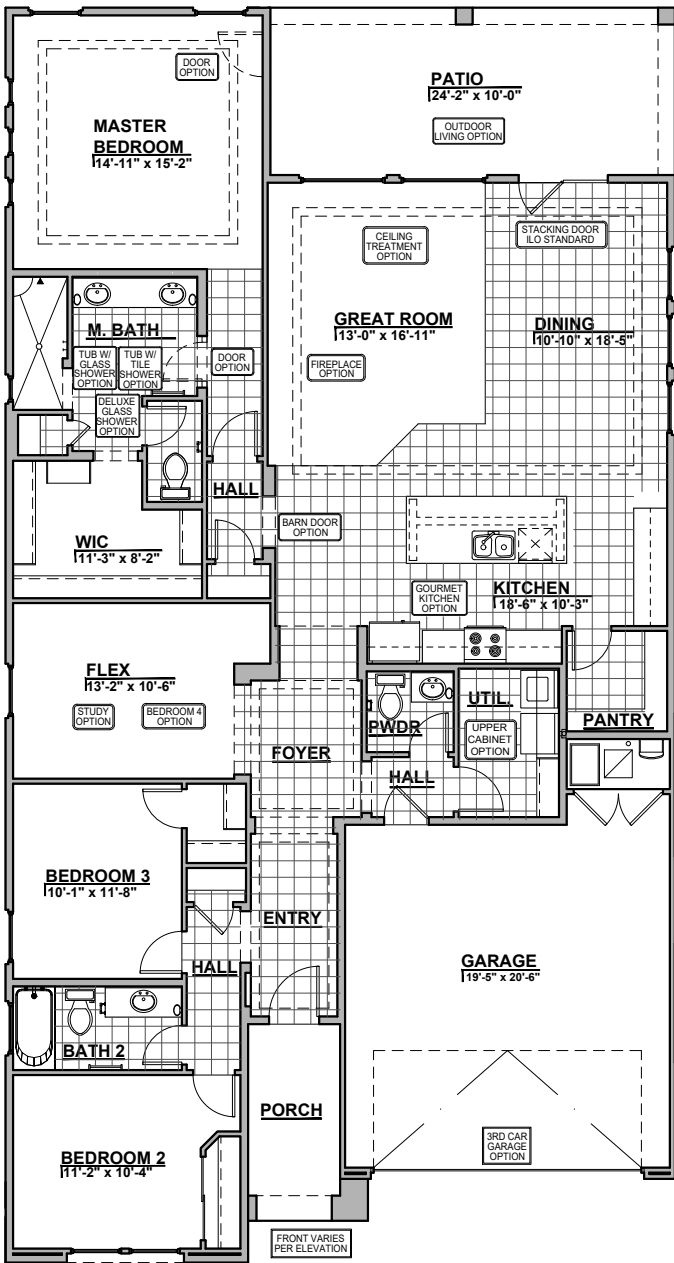 DOOR
OPTION
MASTER
BEDROOM
14'-11" x 15'-2"
PATIO
24'-2" x 10'-0"
OUTDOOR
LIVING OPTION
CEILING
TREATMENT
OPTION
STACKING DOOR
ILO STANDARD
GREAT ROOM
13'-0" x 16'-11"
DINING
10'-10" x 18'-5"
FIREPLACE
OPTION
M. BATH
TUB W/
GLASS
SHOWER
OPTION
TUB W/
TILE
SHOWER
OPTION
DOOR
OPTION
DELUXE
GLASS
SHOWER
OPTION
HALL
WIC
11'-3" x 8'-2"
BARN DOOR
OPTION
GOURMET
KITCHEN
OPTION
KITCHEN
18'-6" x 10'-3"
FLEX
13'-2" x 10'-6"
STUDY
OPTION
BEDROOM 4
OPTION
FOYER
PWDR
UTIL.
UPPER
CABINET
OPTION
PANTRY
HALL
BEDROOM 3
10'-1" x 11'-8"
ENTRY
HALL
GARAGE
19'-5" x 20'-6"
BATH 2
PORCH
BEDROOM 2
11'-2" x 10'-4"
3RD CAR
GARAGE
OPTION
FRONT VARIES
PER ELEVATION